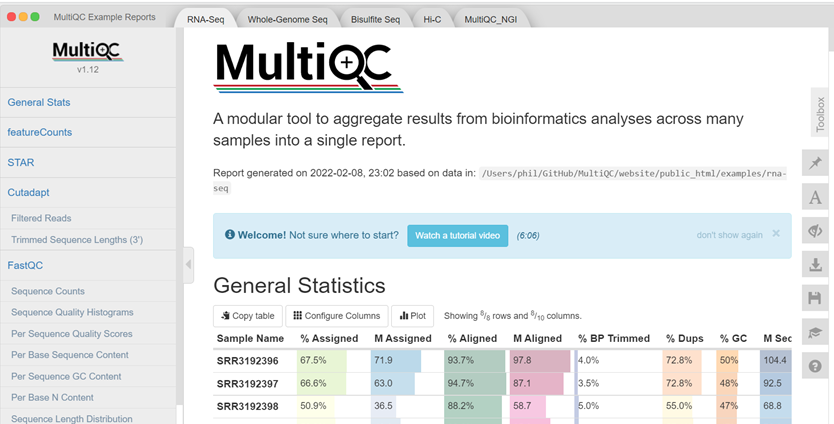 MultiQC Example Reports
RNA-Seq
Whole-Genome Seq
Bisulfite Seq
Hi-C
MultiQC_NGI
MultiQC
v1.12
General Stats
featureCounts
STAR
Cutadapt
Filtered Reads
Trimmed Sequence Lengths (3')
FastQC
Sequence Counts
Sequence Quality Histograms
Per Sequence Quality Scores
Per Base Sequence Content
Per Sequence GC Content
Per Base N Content
Sequence Length Distribution
MultiQC
A modular tool to aggregate results from bioinformatics analyses across many
samples into a single report.
Report generated on 2022-02-08, 23:02 based on data in: /Users/phil/GitHub/MultiQC/website/public_html/examples/rna-
seq
Welcome! Not sure where to start? Watch a tutorial video (6:06) don't show again ×
General Statistics
Copy table Configure Columns Plot Showing 8/8 rows and 8/10 columns.
Sample Name % Assigned M Assigned % Aligned M Aligned % BP Trimmed % Dups % GC M Sec
SRR3192396 67.5% 71.9 93.7% 97.8 4.0% 72.8% 50% 104.4
SRR3192397 66.6% 63.0 94.7% 87.1 3.5% 72.8% 48% 92.5
SRR3192398 50.9% 36.5 88.2% 58.7 5.0% 55.0% 47% 68.8
Toolbox
A
?